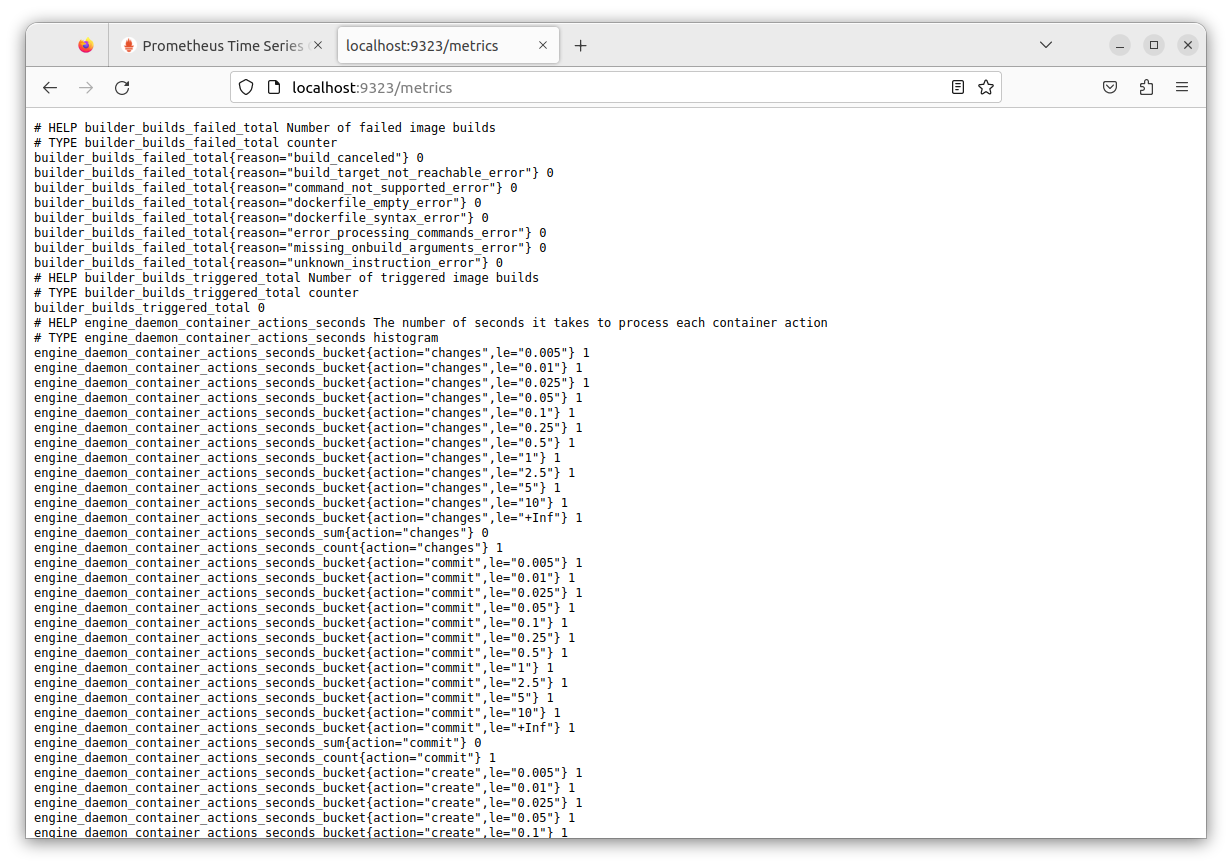 Prometheus Time Series
localhost:9323/metrics
localhost:9323/metrics
# HELP builder_builds_failed_total Number of failed image builds
# TYPE builder_builds_failed_total counter
builder_builds_failed_total{reason="build_canceled"} 0
builder_builds_failed_total{reason="build_target_not_reachable_error"} 0
builder_builds_failed_total{reason="command_not_supported_error"} 0
builder_builds_failed_total{reason="dockerfile_empty_error"} 0
builder_builds_failed_total{reason="dockerfile_syntax_error"} 0
builder_builds_failed_total{reason="error_processing_commands_error"} 0
builder_builds_failed_total{reason="missing_onbuild_arguments_error"} 0
builder_builds_failed_total{reason="unknown_instruction_error"} 0
# HELP builder_builds_triggered_total Number of triggered image builds
# TYPE builder_builds_triggered_total counter
builder_builds_triggered_total 0
# HELP engine_daemon_container_actions_seconds The number of seconds it takes to process each container action
# TYPE engine_daemon_container_actions_seconds histogram
engine_daemon_container_actions_seconds_bucket{action="changes",le="0.005"} 1
engine_daemon_container_actions_seconds_bucket{action="changes",le="0.01"} 1
engine_daemon_container_actions_seconds_bucket{action="changes",le="0.025"} 1
engine_daemon_container_actions_seconds_bucket{action="changes",le="0.05"} 1
engine_daemon_container_actions_seconds_bucket{action="changes",le="0.1"} 1
engine_daemon_container_actions_seconds_bucket{action="changes",le="0.25"} 1
engine_daemon_container_actions_seconds_bucket{action="changes",le="0.5"} 1
engine_daemon_container_actions_seconds_bucket{action="changes",le="1"} 1
engine_daemon_container_actions_seconds_bucket{action="changes",le="2.5"} 1
engine_daemon_container_actions_seconds_bucket{action="changes",le="5"} 1
engine_daemon_container_actions_seconds_bucket{action="changes",le="10"} 1
engine_daemon_container_actions_seconds_bucket{action="changes",le="+Inf"} 1
engine_daemon_container_actions_seconds_sum{action="changes"} 0
engine_daemon_container_actions_seconds_count{action="changes"} 1
engine_daemon_container_actions_seconds_bucket{action="commit",le="0.005"} 1
engine_daemon_container_actions_seconds_bucket{action="commit",le="0.01"} 1
engine_daemon_container_actions_seconds_bucket{action="commit",le="0.025"} 1
engine_daemon_container_actions_seconds_bucket{action="commit",le="0.05"} 1
engine_daemon_container_actions_seconds_bucket{action="commit",le="0.1"} 1
engine_daemon_container_actions_seconds_bucket{action="commit",le="0.25"} 1
engine_daemon_container_actions_seconds_bucket{action="commit",le="0.5"} 1
engine_daemon_container_actions_seconds_bucket{action="commit",le="1"} 1
engine_daemon_container_actions_seconds_bucket{action="commit",le="2.5"} 1
engine_daemon_container_actions_seconds_bucket{action="commit",le="5"} 1
engine_daemon_container_actions_seconds_bucket{action="commit",le="10"} 1
engine_daemon_container_actions_seconds_bucket{action="commit",le="+Inf"} 1
engine_daemon_container_actions_seconds_sum{action="commit"} 0
engine_daemon_container_actions_seconds_count{action="commit"} 1
engine_daemon_container_actions_seconds_bucket{action="create",le="0.005"} 1
engine_daemon_container_actions_seconds_bucket{action="create",le="0.01"} 1
engine_daemon_container_actions_seconds_bucket{action="create",le="0.025"} 1
engine_daemon_container_actions_seconds_bucket{action="create",le="0.05"} 1
engine_daemon_container_actions_seconds_bucket{action="create",le="0.1"} 1